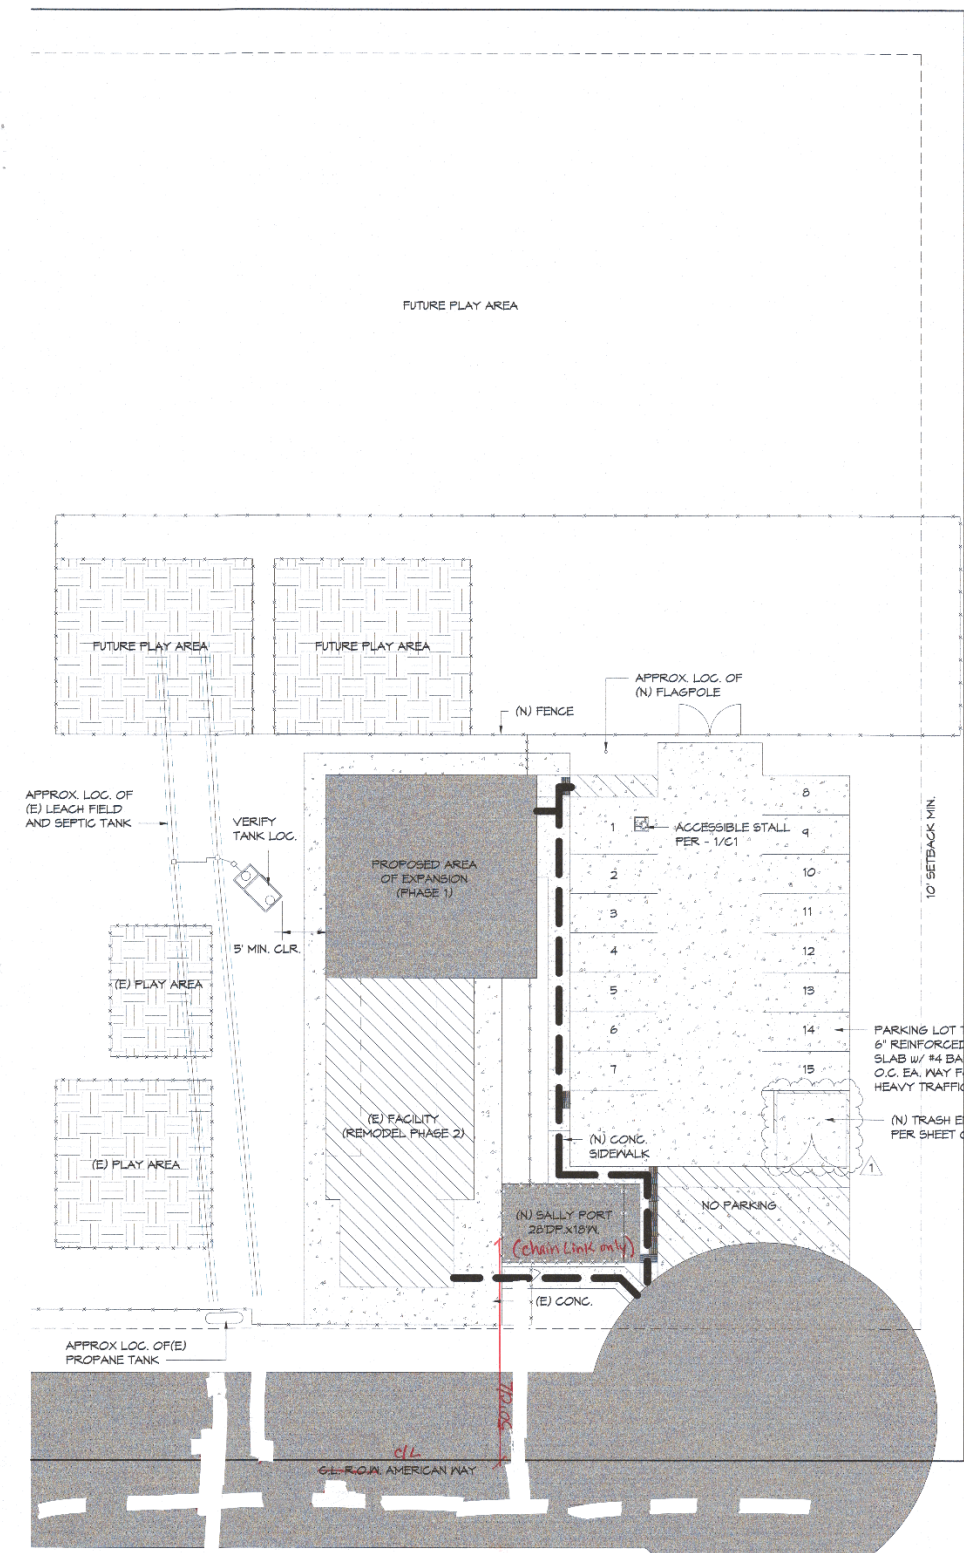 FUTURE PLAY AREA
FUTURE PLAY AREA
FUTURE PLAY AREA
APPROX. LOC. OF
(N) FLAGPOLE
(N) FENCE
APPROX. LOC. OF
(E) LEACH FIELD
AND SEPTIC TANK
VERIFY
TANK LOC.
PROPOSED AREA
OF EXPANSION
(PHASE 1)
5' MIN. CLR.
1
2
3
4
5
6
7
ACCESSIBLE STALL
PER - 1/C1
8
9
10
11
12
13
14
15
10' SETBACK MIN.
PARKING LOT
6" REINFORCED
SLAB W/ #4
O.C. EA. WAY
HEAVY
(N) TRASH
PER SHEET
1
(E) PLAY AREA
(E) PLAY AREA
(E) FACILITY
(REMODEL PHASE 2)
(N) CONC.
SIDEWALK
(N) SALLY PORT
28'DP.X18'W.
(chain Link only)
NO PARKING
(E) CONC.
APPROX LOC. OF(E)
PROPANE TANK
50' C/L
C/L
C.L. R.O.W. AMERICAN WAY